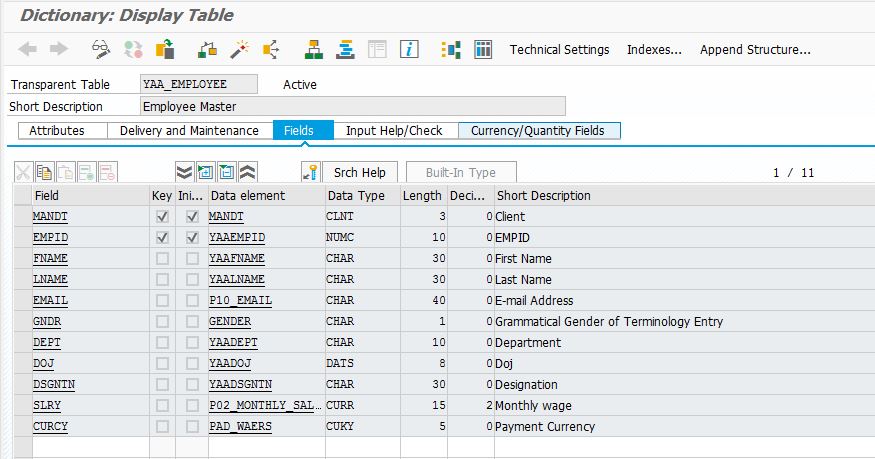 Dictionary: Display Table
Technical Settings Indexes... Append Structure...
Transparent Table YAA_EMPLOYEE Active
Short Description Employee Master
Attributes Delivery and Maintenance Fields Input Help/Check Currency/Quantity Fields
Srch Help Built-In Type 1 / 11
Field Key Ini... Data element Data Type Length Deci... Short Description
MANDT MANDT CLNT 3 0 Client
EMPID YAAEMPID NUMC 10 0 EMPID
FNAME YAAFNAME CHAR 30 0 First Name
LNAME YAALNAME CHAR 30 0 Last Name
EMAIL P10_EMAIL CHAR 40 0 E-mail Address
GNDR GENDER CHAR 1 0 Grammatical Gender of Terminology Entry
DEPT YAADEPT CHAR 10 0 Department
DOJ YAADOJ DATS 8 0 Doj
DSGNTN YAADSGNTN CHAR 30 0 Designation
SLRY P02_MONTHLY_SAL... CURR 15 2 Monthly wage
CURCY PAD_WAERS CUKY 5 0 Payment Currency